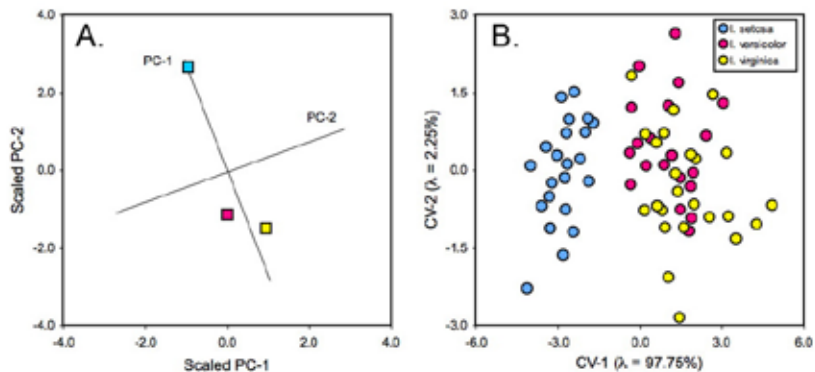 A.
PC-1
PC-2
4.0
2.0
0.0
-2.0
-4.0
-4.0 -2.0 0.0 2.0 4.0
Scaled PC-1
Scaled PC-2
B.
I. setosa
I. versicolor
I. virginica
3.0
1.5
0.0
-1.5
-3.0
-6.0 -3.0 0.0 3.0 6.0
CV-1 (λ = 97.75%)
CV-2 (λ = 2.25%)